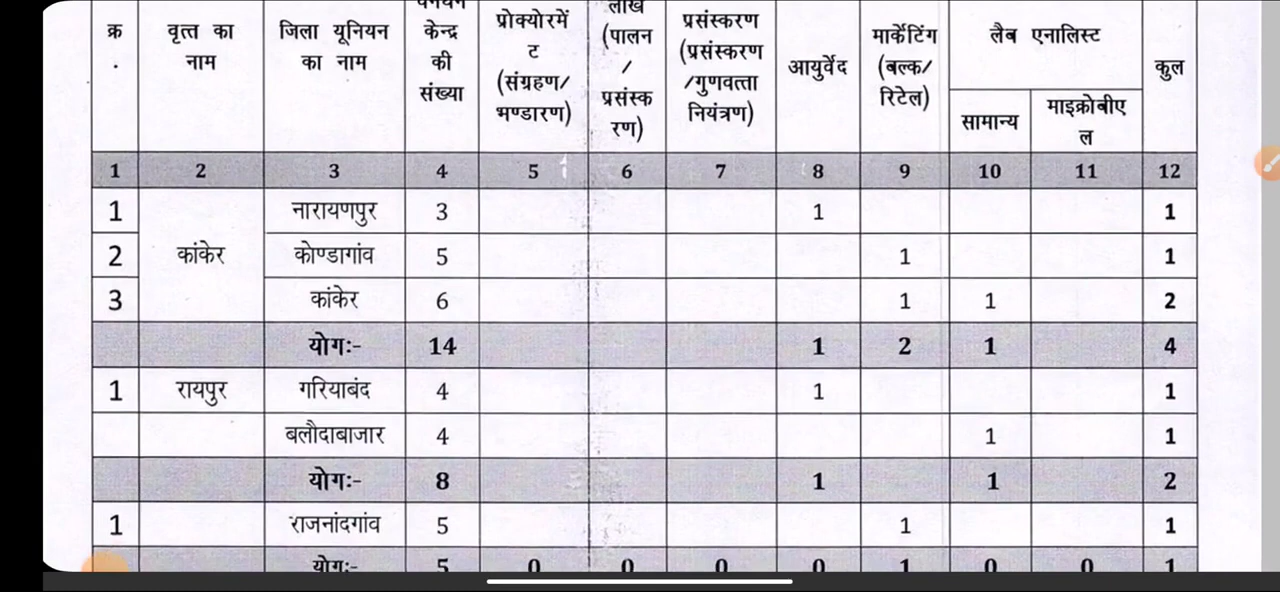 क्र
.
वृत्त का
नाम
जिला यूनियन
का नाम
केन्द्र
की
संख्या
प्रोक्योरमें
ट
(संग्रहण/
भण्डारण)
लाख
(पालन
/
प्रसंस्क
रण)
प्रसंस्करण
(प्रसंस्करण
/गुणवत्ता
नियंत्रण)
आयुर्वेद
मार्केटिंग
(बल्क/
रिटेल)
लैब एनालिस्ट
सामान्य
माइक्रोबीए
ल
कुल
1 2 3 4 5 6 7 8 9 10 11 12
1 नारायणपुर 3 1 1
2 कांकेर कोण्डागांव 5 1 1
3 कांकेर 6 1 1 2
योगः- 14 1 2 1 4
1 रायपुर गरियाबंद 4 1 1
बलौदाबाजार 4 1 1
योगः- 8 1 1 2
1 राजनांदगांव 5 1 1
योगः- 5 0 0 0 0 1 0 0 1